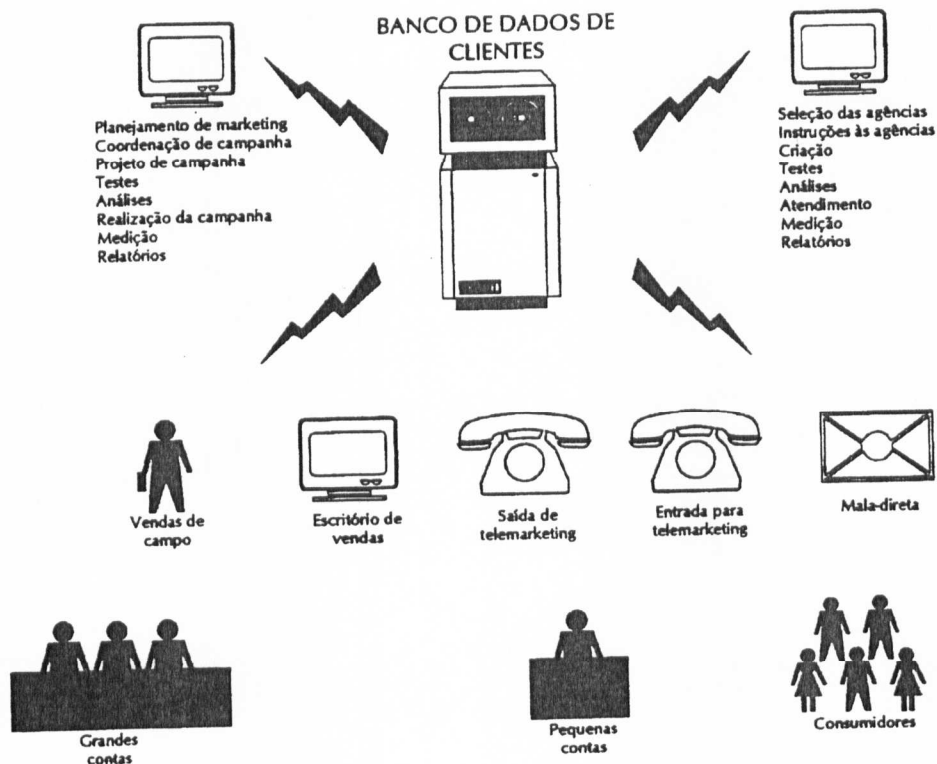 BANCO DE DADOS DE
CLIENTES
Planejamento de marketing
Coordenação de campanha
Projeto de campanha
Testes
Análises
Realização da campanha
Medição
Relatórios
Seleção das agências
Instruções às agências
Criação
Testes
Análises
Atendimento
Medição
Relatórios
Vendas de
campo
Escritório de
vendas
Saída de
telemarketing
Entrada para
telemarketing
Mala-direta
Grandes
contas
Pequenas
contas
Consumidores